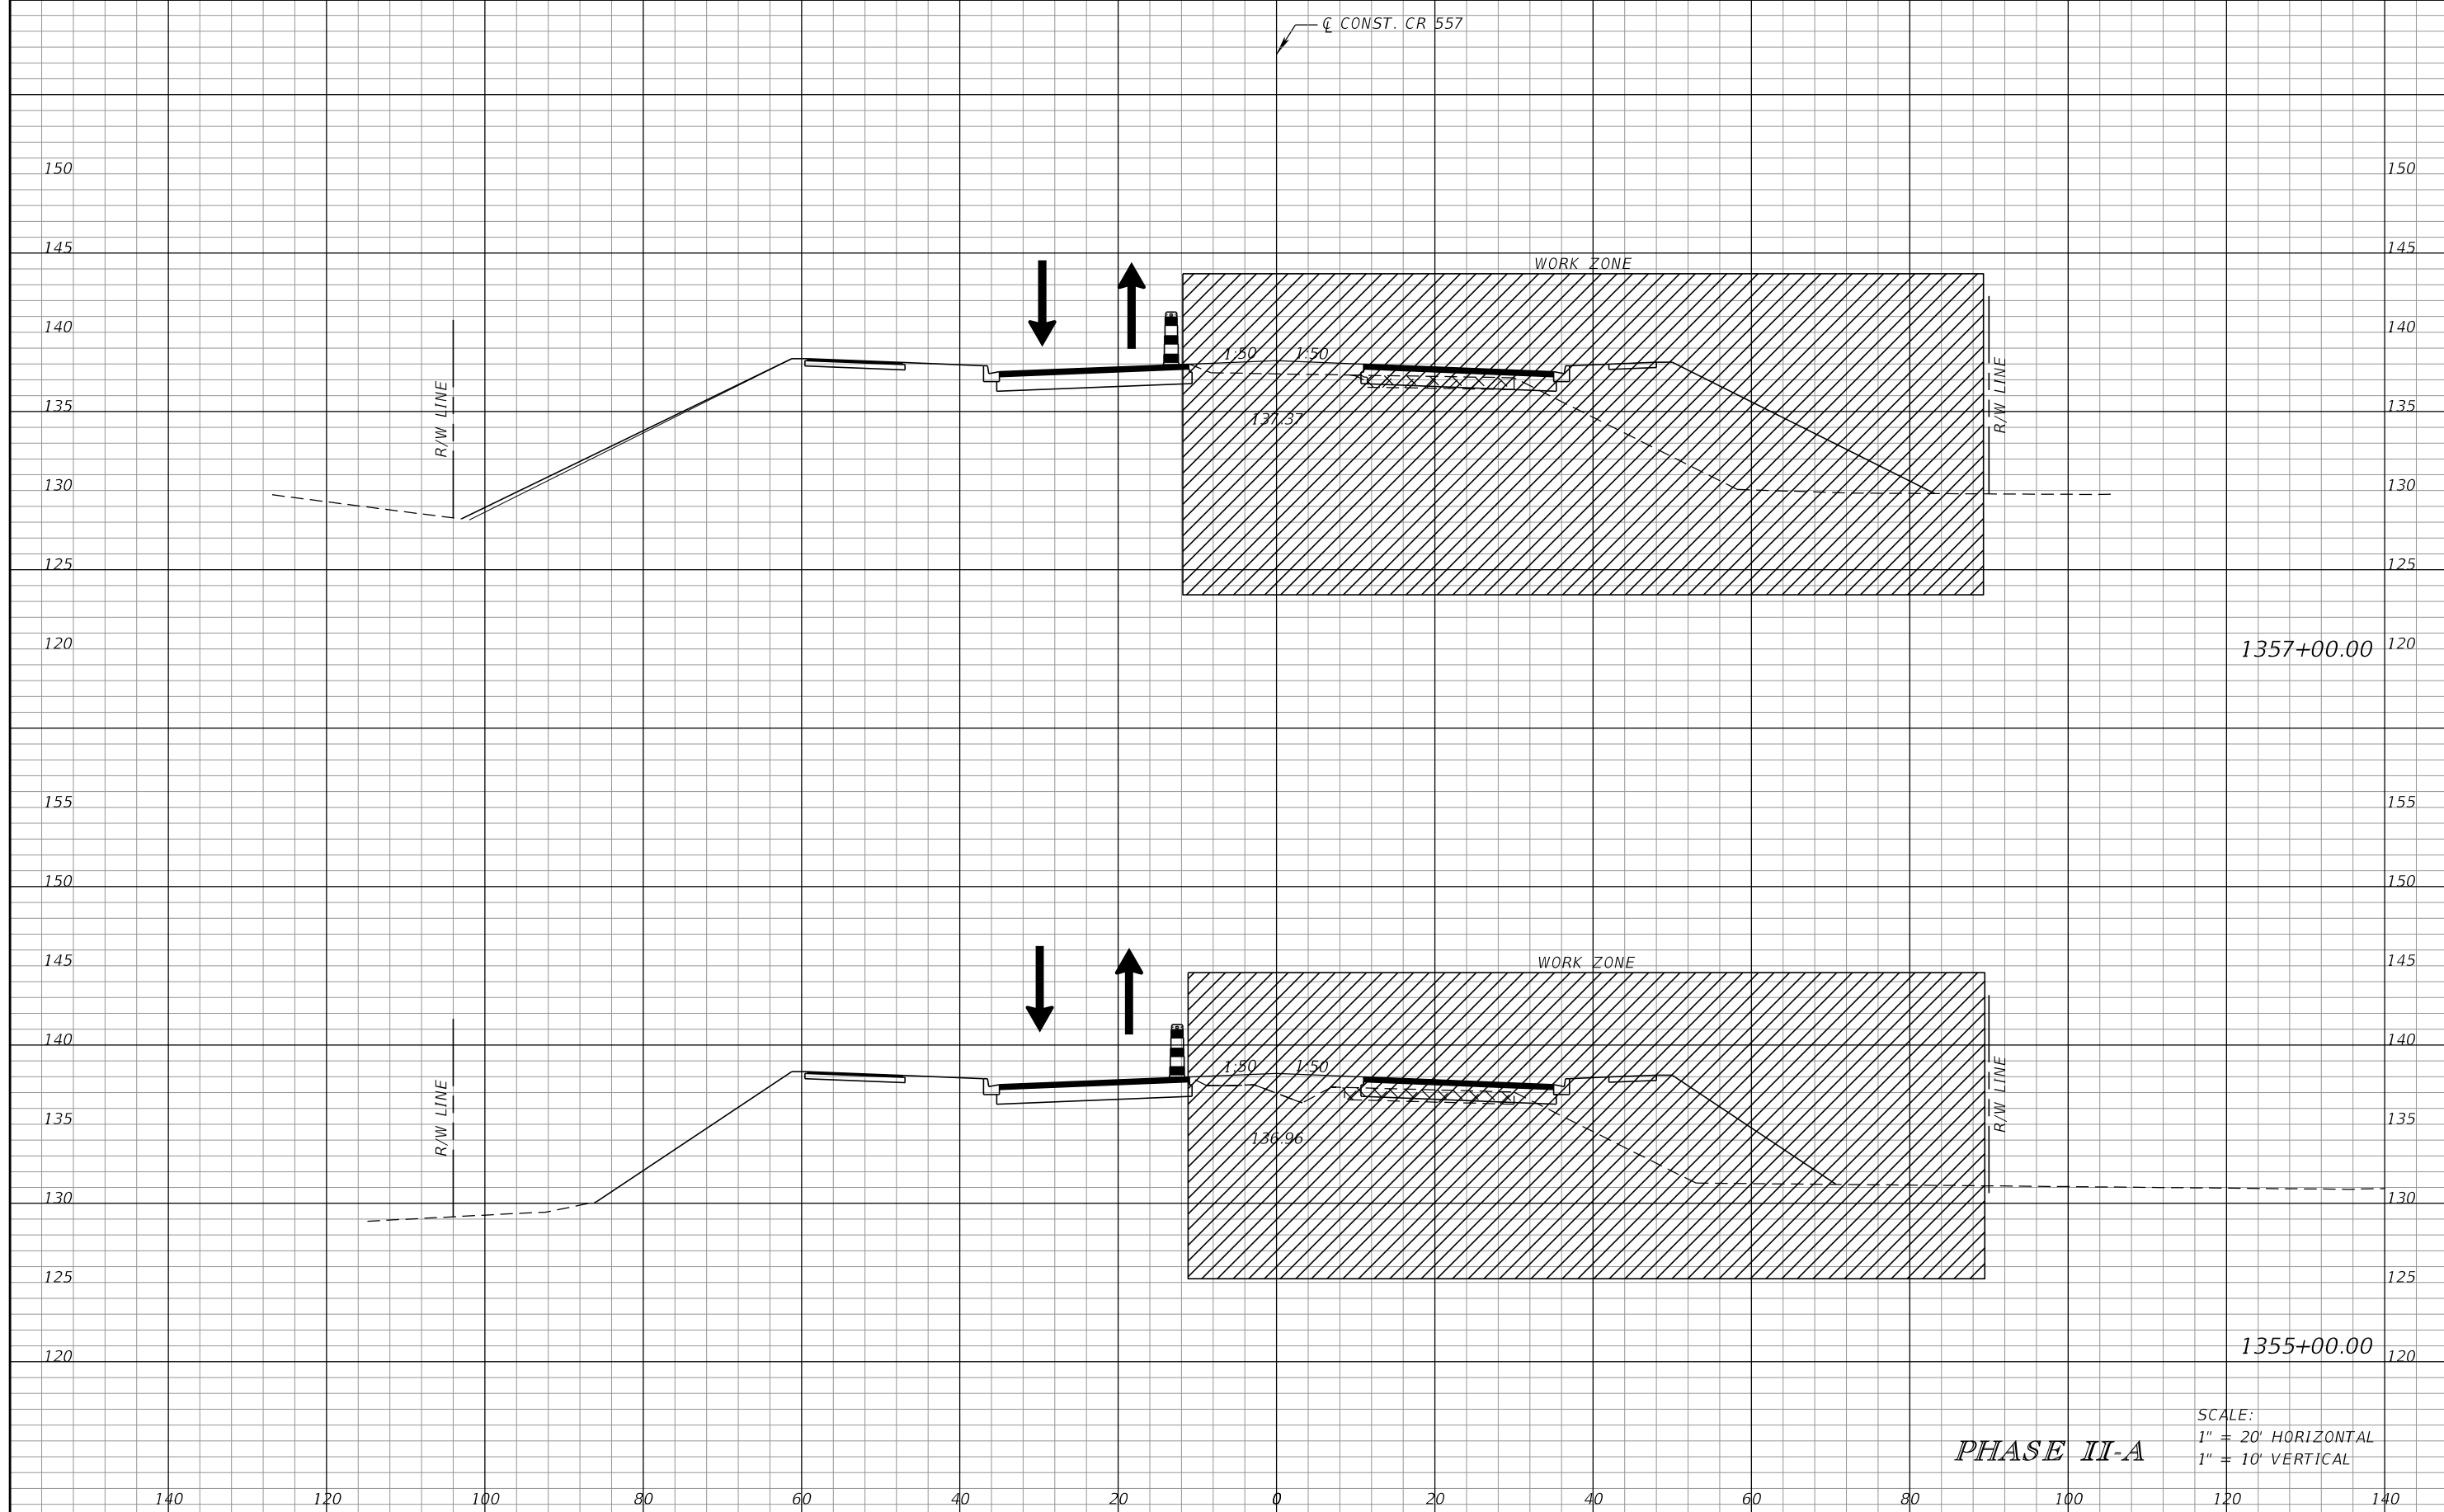 ℄ CONST. CR 557
150 150
145 145
WORK ZONE
140 140
1:50 1:50
R/W LINE R/W LINE
135 135
137.37
130 130
125 125
120 1357+00.00 120
155 155
150 150
145 WORK ZONE 145
140 140
1:50 1:50
R/W LINE R/W LINE
135 135
136.96
130 130
125 125
120 1355+00.00 120
SCALE:
1" = 20' HORIZONTAL
PHASE II-A
1" = 10' VERTICAL
140 120 100 80 60 40 20 0 20 40 60 80 100 120 140